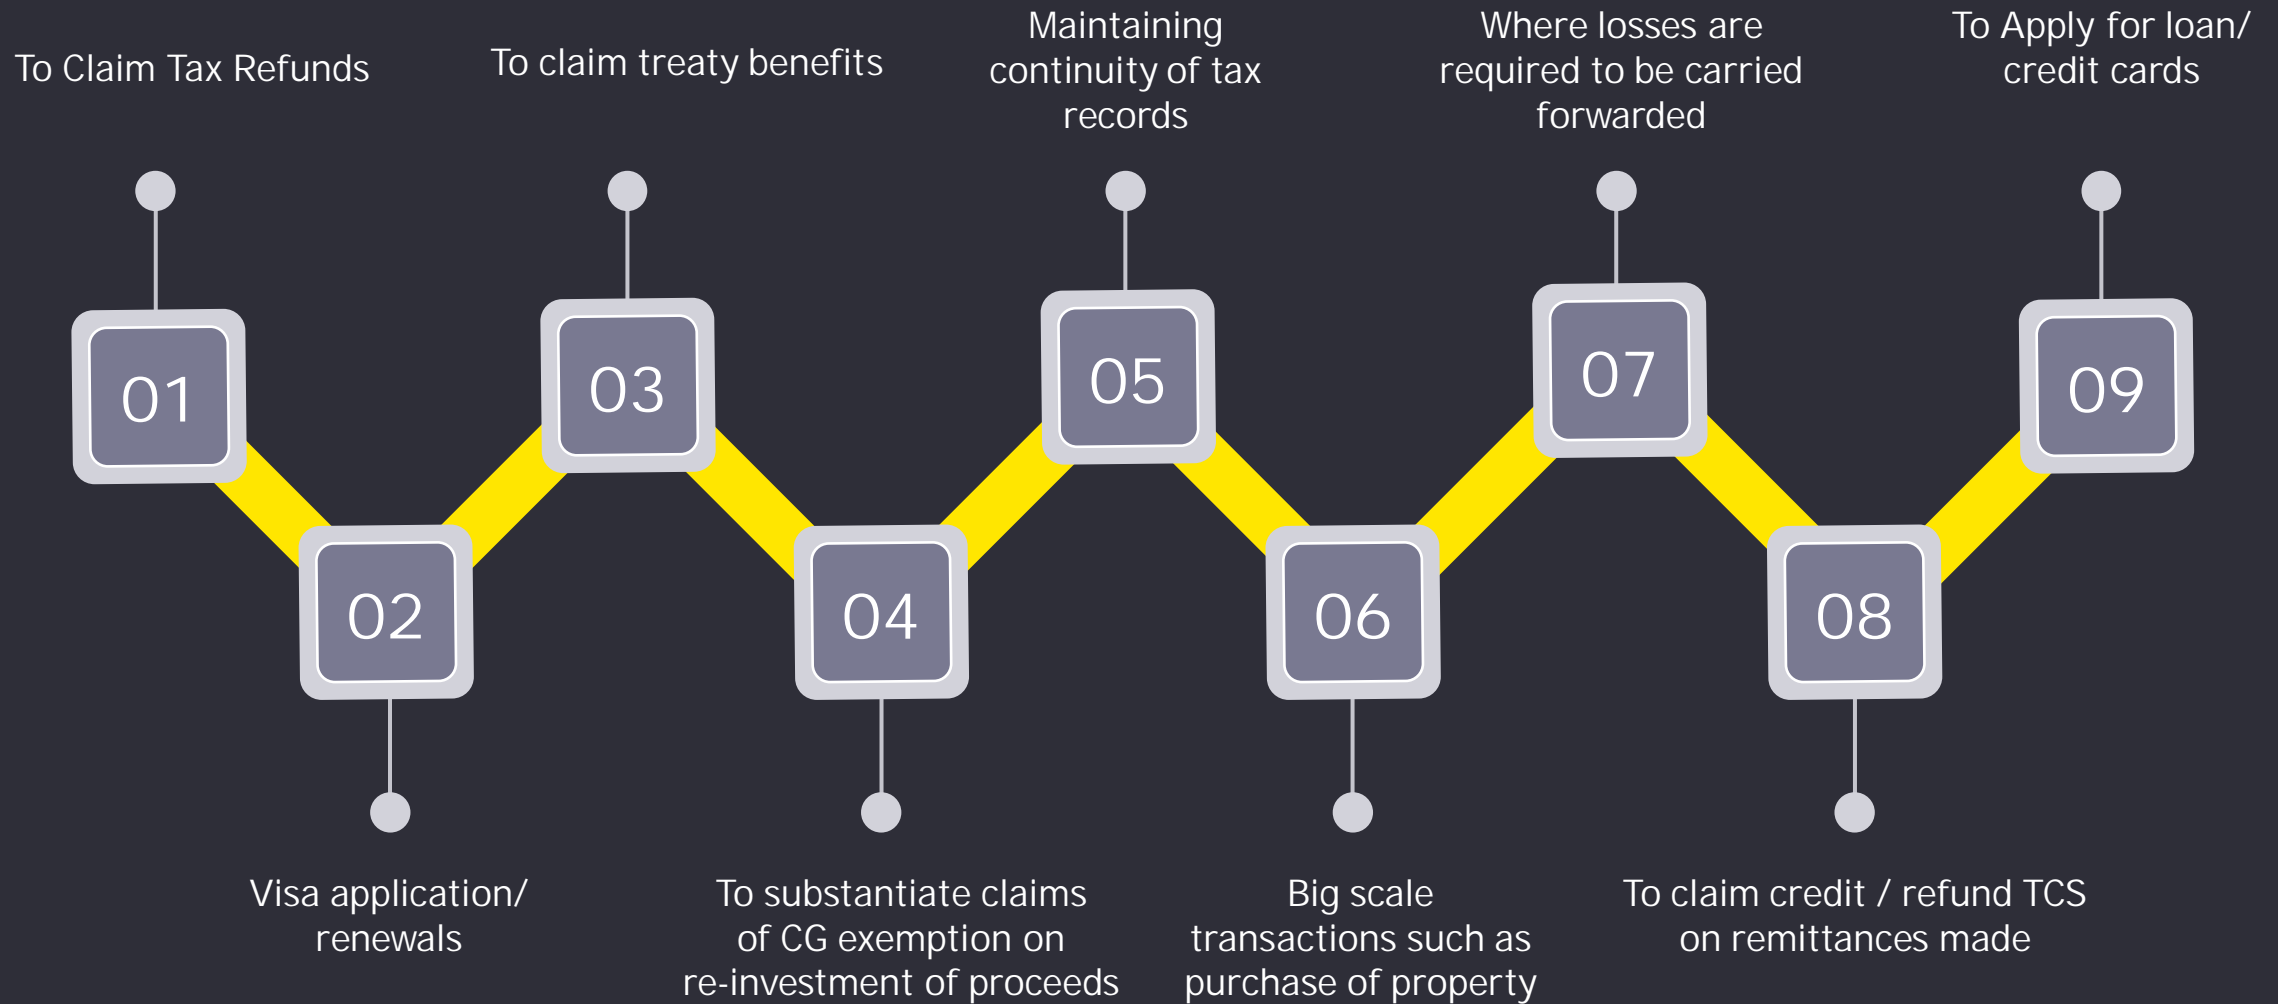 To Claim Tax Refunds
To claim treaty benefits
Maintaining
continuity of tax
records
Where losses are
required to be carried
forwarded
To Apply for loan/
credit cards
01
03
05
07
09
02
04
06
08
Visa application/
renewals
To substantiate claims
of CG exemption on
re-investment of proceeds
Big scale
transactions such as
purchase of property
To claim credit / refund TCS
on remittances made